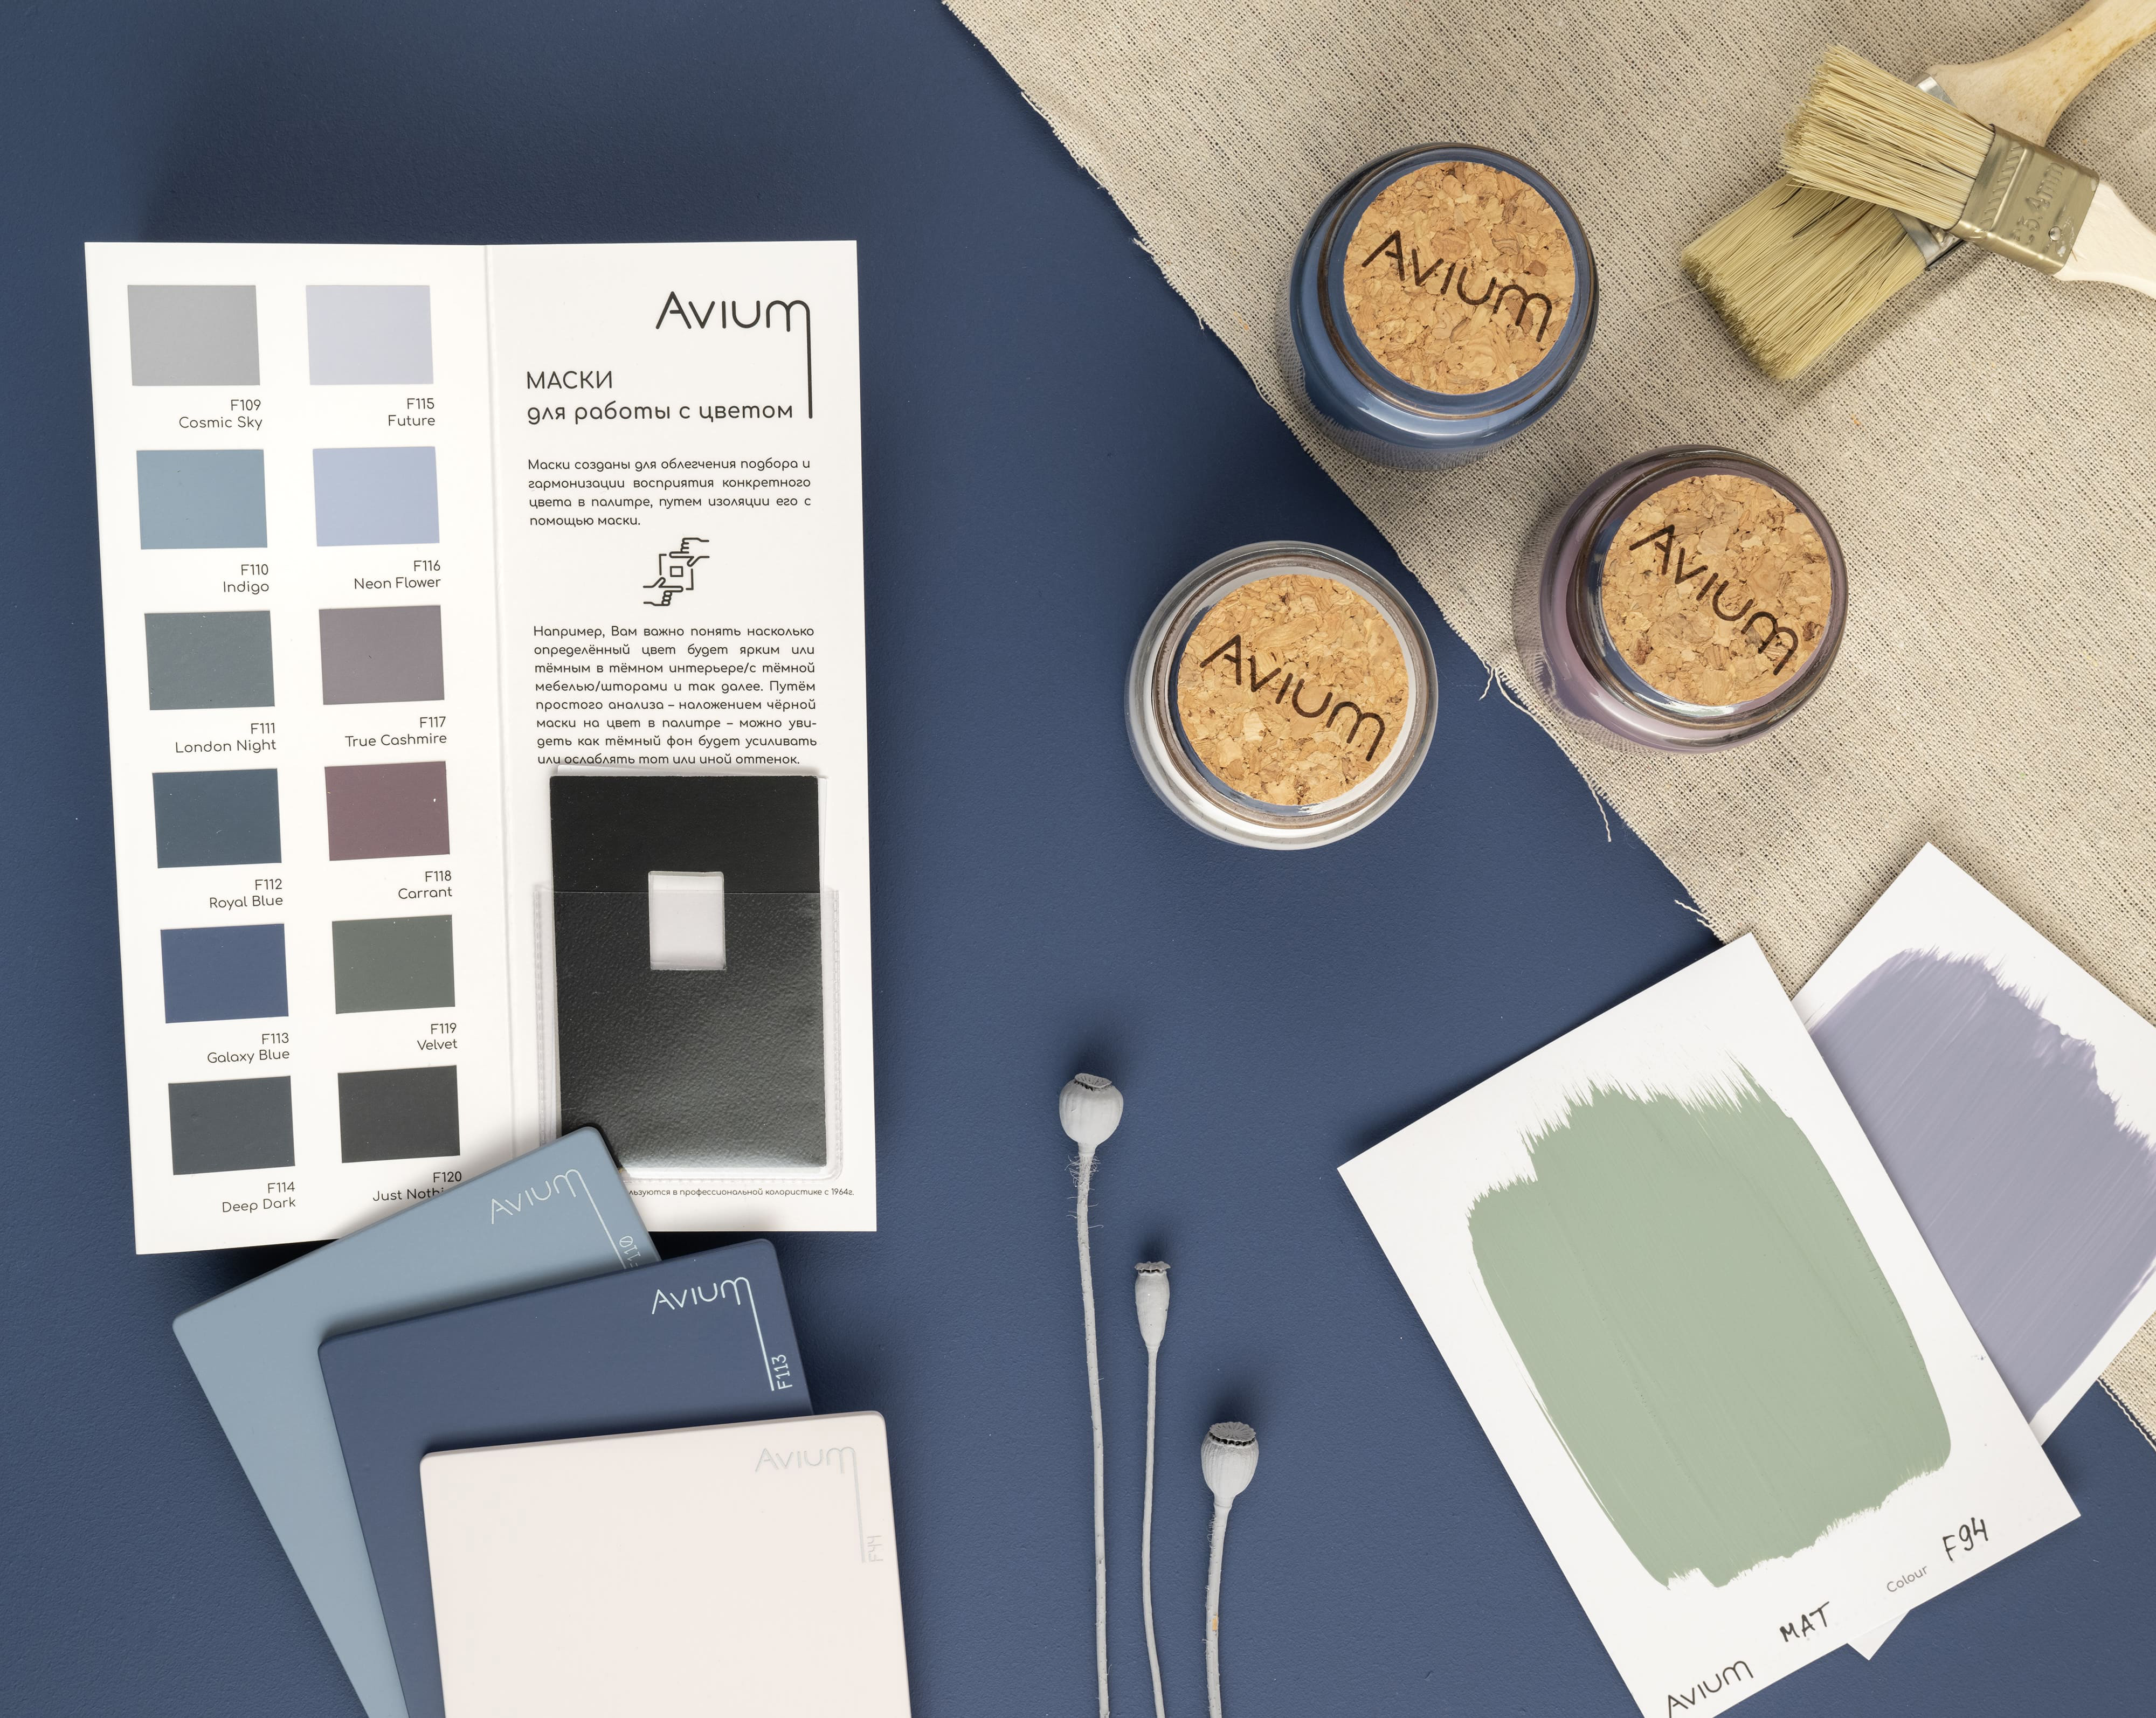 F109
Cosmic Sky
F115
Future
F110
Indigo
F116
Neon Flower
F111
London Night
F117
True Cashmire
F112
Royal Blue
F118
Carrant
F113
Galaxy Blue
F119
Velvet
F114
Deep Dark
F120
Just
AVIUM
МАСКИ
для работы с цветом
Маски созданы для облегчения подбора и
гармонизации восприятия конкретного
цвета в палитре, путем изоляции его с
помощью маски.
Например, Вам важно понять насколько
определённый цвет будет ярким или
тёмным в тёмном интерьере/с тёмной
мебелью/шторами и так далее. Путём
простого анализа – наложением чёрной
маски на цвет в палитре – можно уви-
деть как тёмный фон будет усиливать
или ослаблять тот или иной оттенок.
в профессиональной колористике с 1964г.
AVIUM
AVIUM
AVIUM
AVIUM
F110
AVIUM
F113
AVIUM
F44
Colour F94
MAT
AVIUM